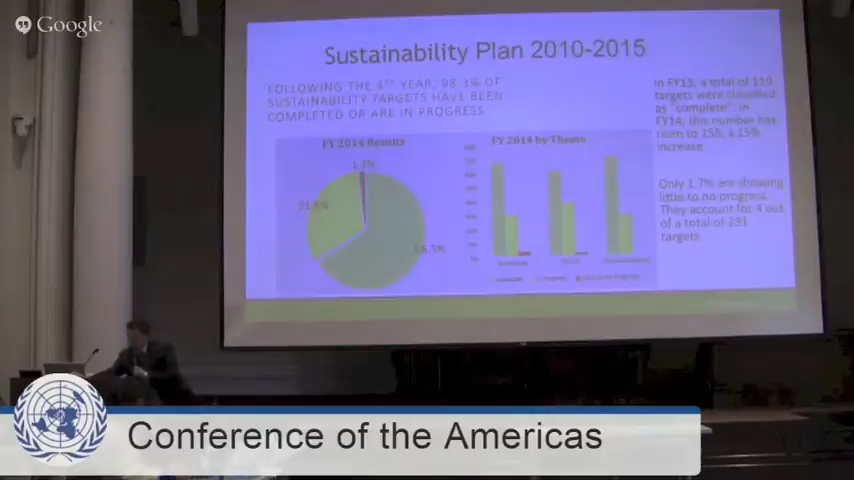 Google
Sustainability Plan 2010-2015
FOLLOWING THE 4TH YEAR, 98.3% OF
SUSTAINABILITY TARGETS HAVE BEEN
COMPLETED OR ARE IN PROGRESS
In FY13, a total of 110
targets were classified
as "complete", in
FY14, this number has
risen to 155, a 15%
increase.
Only 1.7% are showing
little to no progress.
They account for 4 out
of a total of 231
targets.
FY 2014 Results
31.8%
66.5%
FY 2014 by Theme
Conference of the Americas